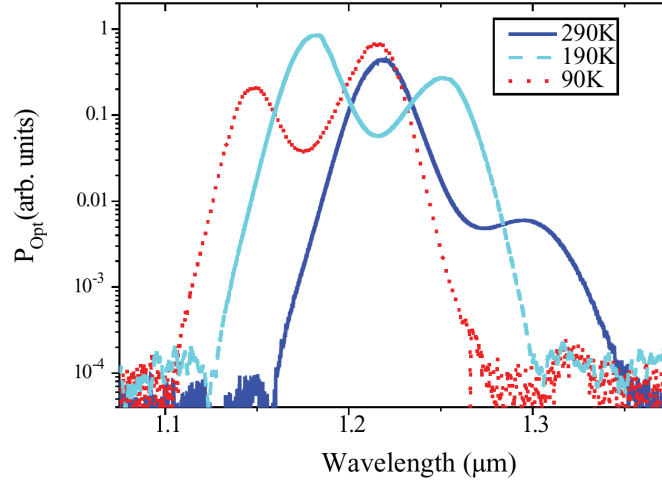 290K
190K
90K
1
0.1
0.01
10⁻³
10⁻⁴
P_Opt (arb. units)
1.1
1.2
1.3
Wavelength (μm)